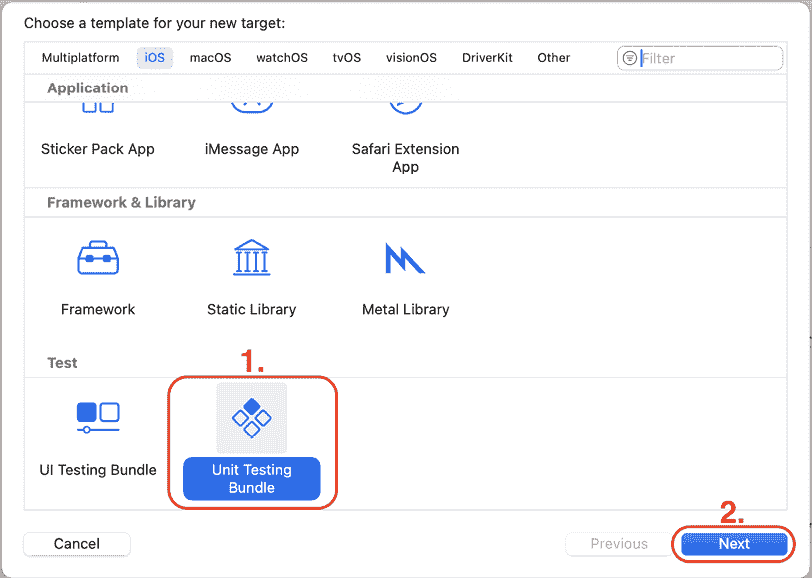 Choose a template for your new target:
Multiplatform iOS macOS watchOS tvOS visionOS DriverKit Other Filter
Application
Sticker Pack App iMessage App Safari Extension
App
Framework & Library
Framework Static Library Metal Library
Test
1.
UI Testing Bundle Unit Testing
Bundle
2.
Cancel Previous Next